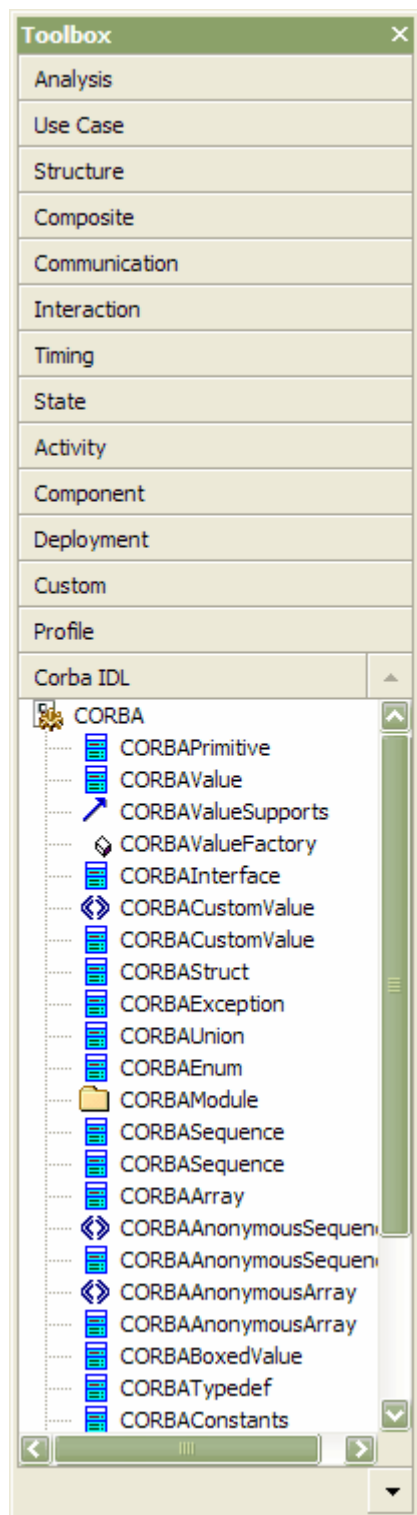 Toolbox
Analysis
Use Case
Structure
Composite
Communication
Interaction
Timing
State
Activity
Component
Deployment
Custom
Profile
Corba IDL
CORBA
CORBAPrimitive
CORBAValue
CORBAValueSupports
CORBAValueFactory
CORBAInterface
CORBACustomValue
CORBACustomValue
CORBAStruct
CORBAException
CORBAUnion
CORBAEnum
CORBAModule
CORBASequence
CORBASequence
CORBAArray
CORBAAnonymousSequen
CORBAAnonymousSequen
CORBAAnonymousArray
CORBAAnonymousArray
CORBABoxedValue
CORBATypedef
CORBAConstants